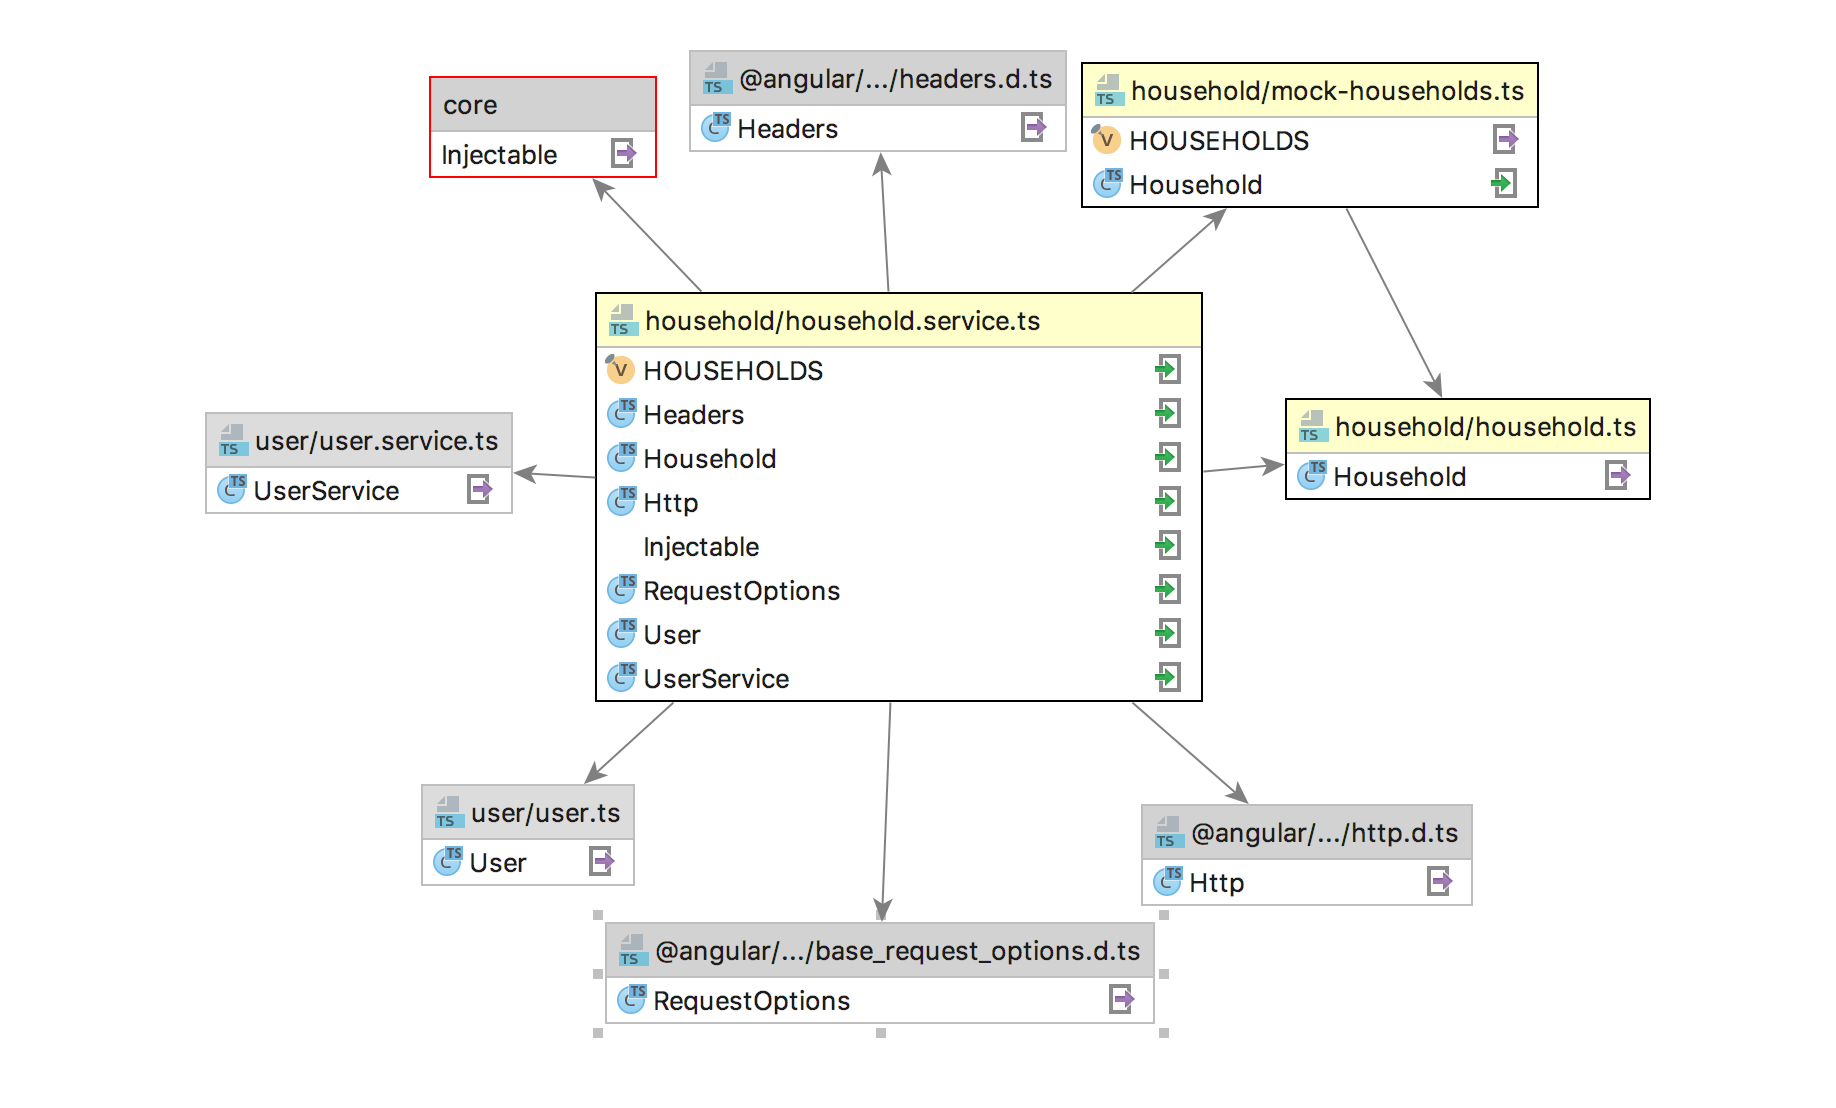 core
Injectable
TS @angular/.../headers.d.ts
C TS Headers
TS household/mock-households.ts
V HOUSEHOLDS
C TS Household
TS household/household.service.ts
V HOUSEHOLDS
C TS Headers
C TS Household
C TS Http
Injectable
C TS RequestOptions
C TS User
C TS UserService
TS user/user.service.ts
C TS UserService
TS household/household.ts
C TS Household
TS user/user.ts
C TS User
TS @angular/.../http.d.ts
C TS Http
TS @angular/.../base_request_options.d.ts
C TS RequestOptions